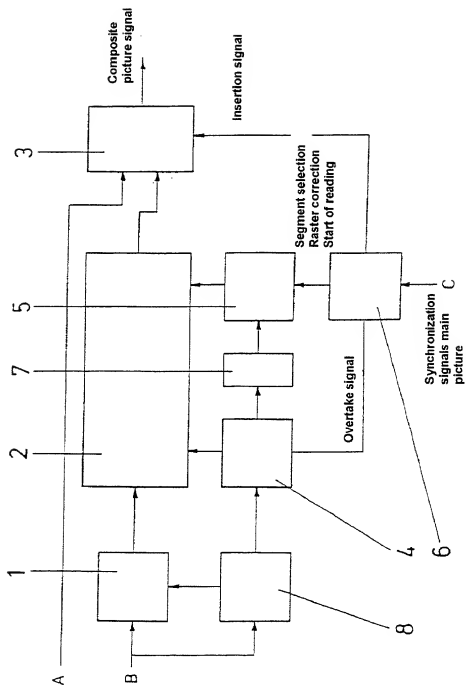 Composite
picture signal
Insertion signal
3
Segment selection
Raster correction
Start of reading
5
7
2
1
Overtake signal
Synchronization
signals main
picture
C
4
6
8
A
B